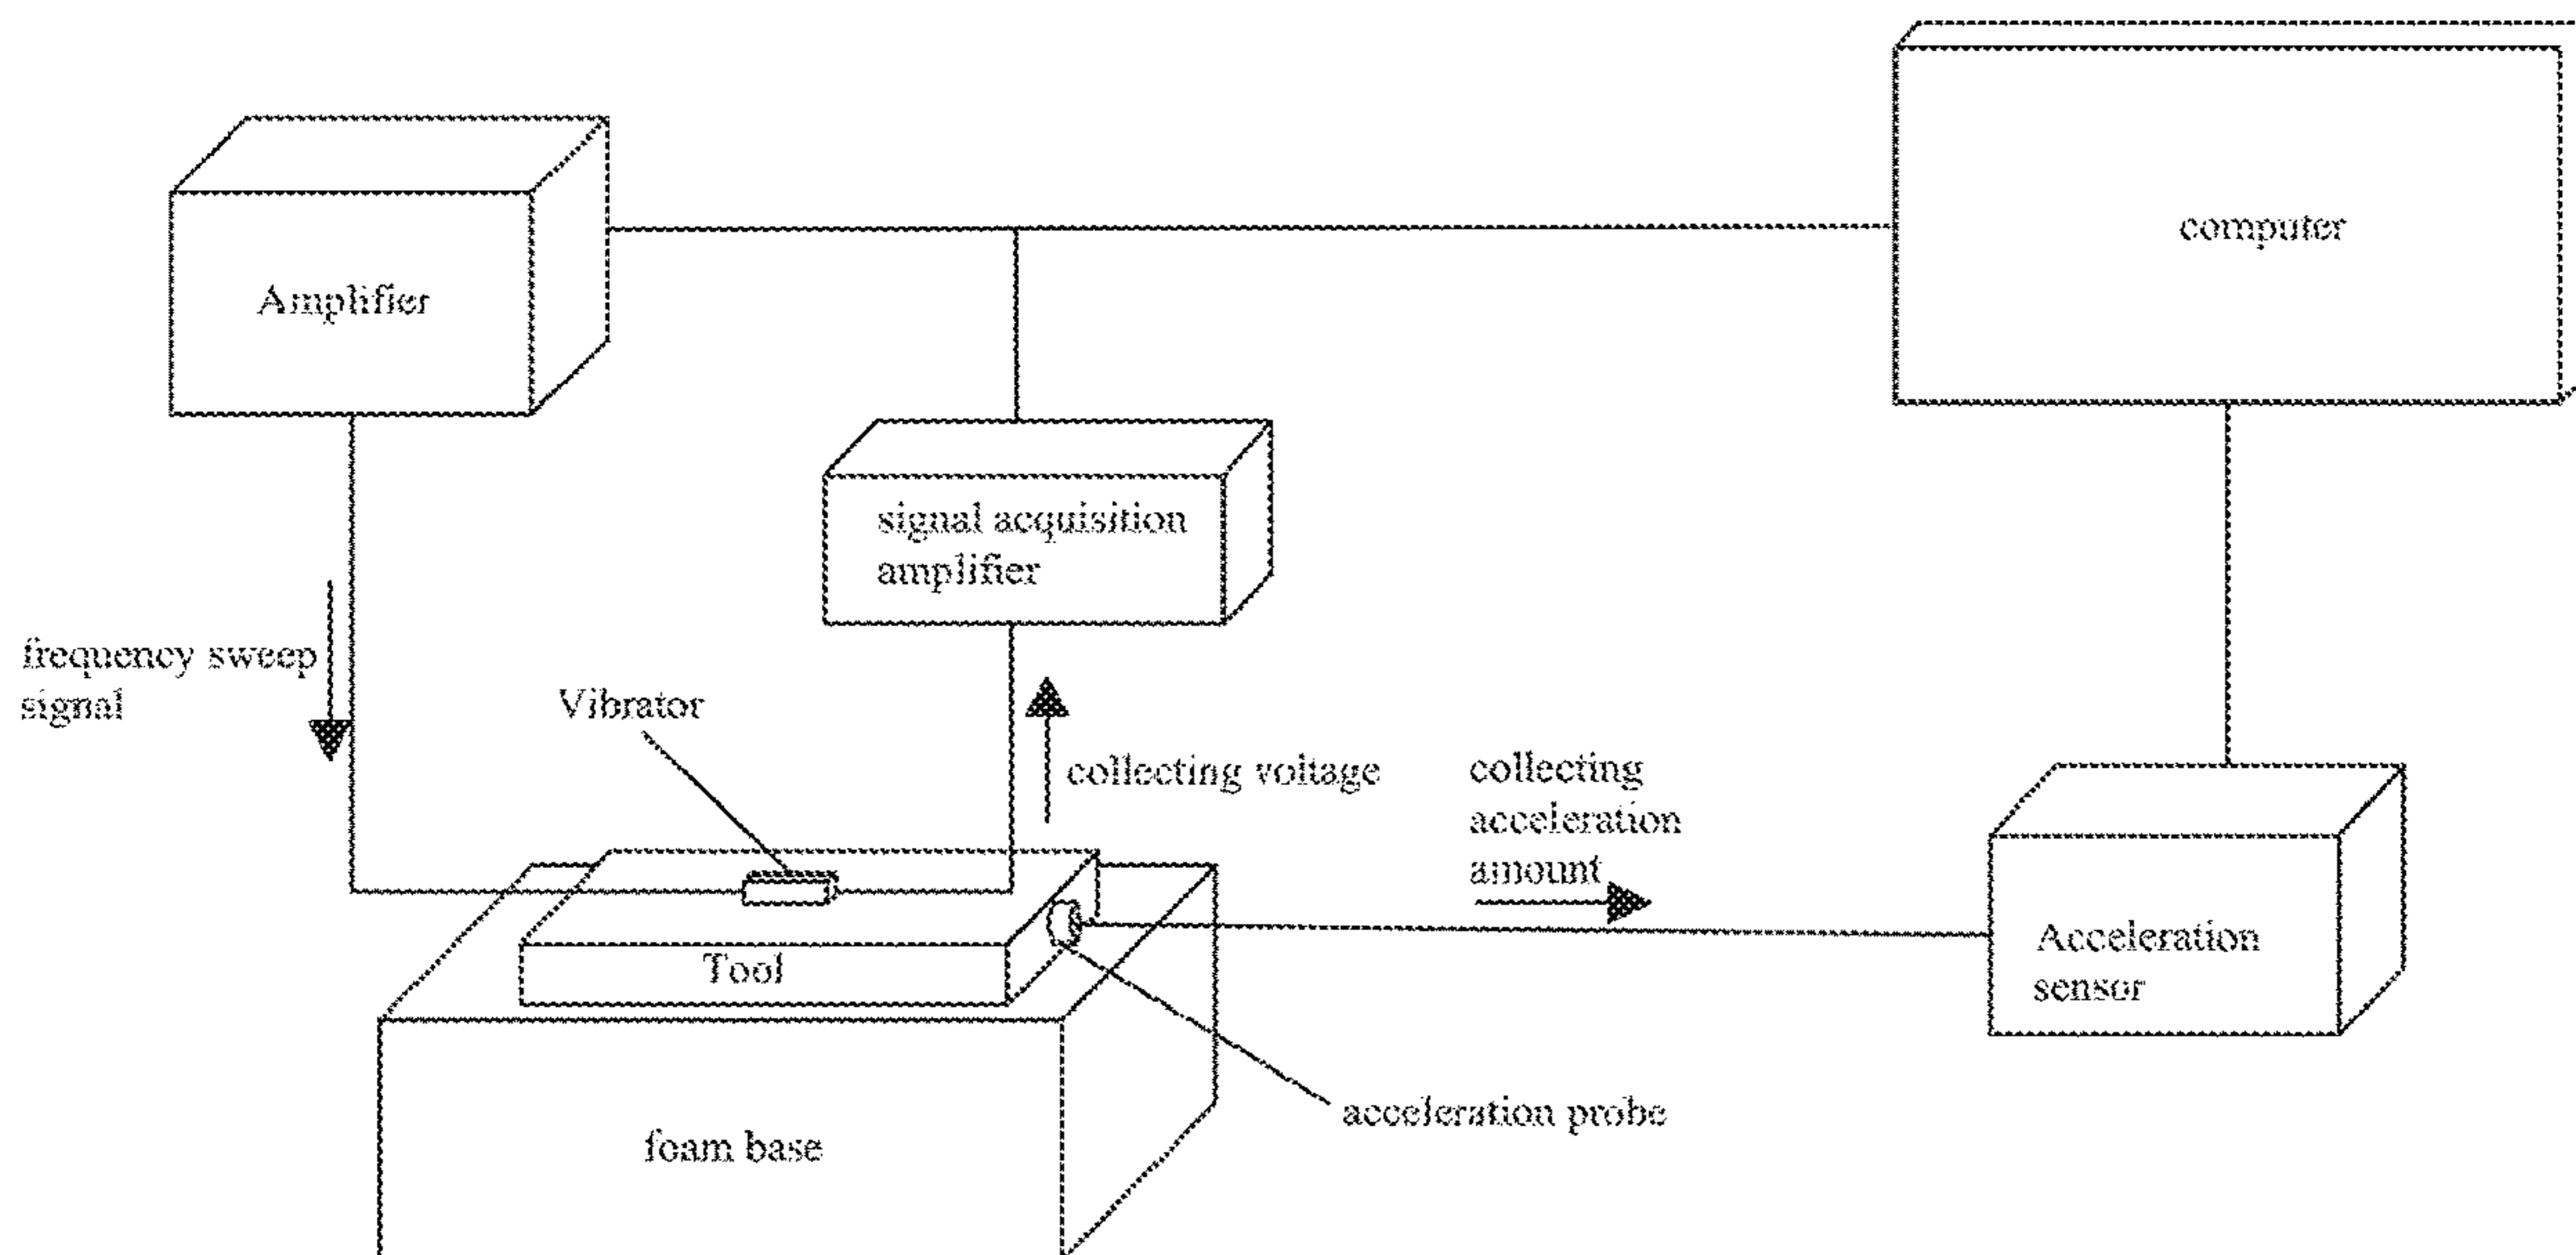 computer
Amplifier
signal acquisition
amplifier
frequency sweep
signal
Vibrator
collecting voltage
collecting
acceleration
amount
Tool
Acceleration
sensor
acceleration probe
foam base